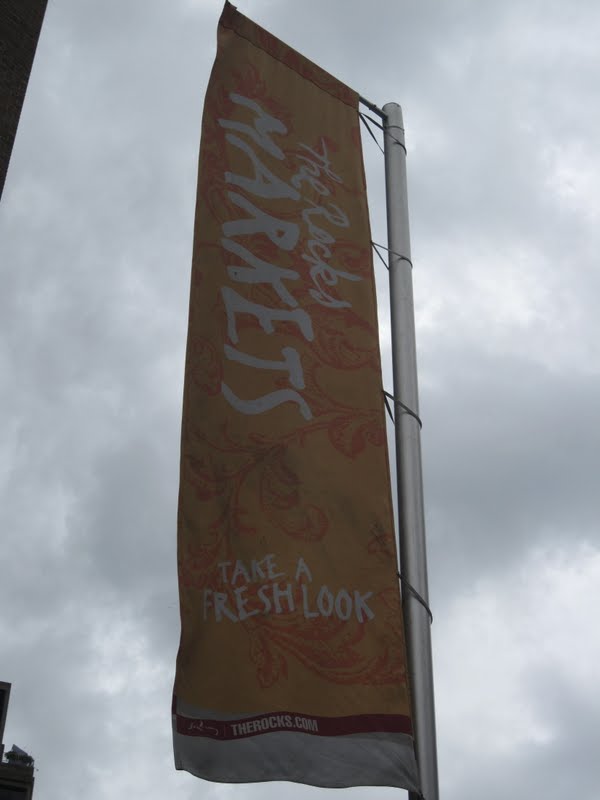 the Rocks
MARKETS
TAKE A
FRESH LOOK
THEROCKS.COM